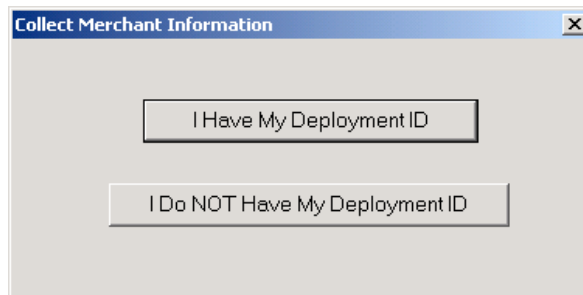 Collect Merchant Information
I Have My Deployment ID
I Do NOT Have My Deployment ID